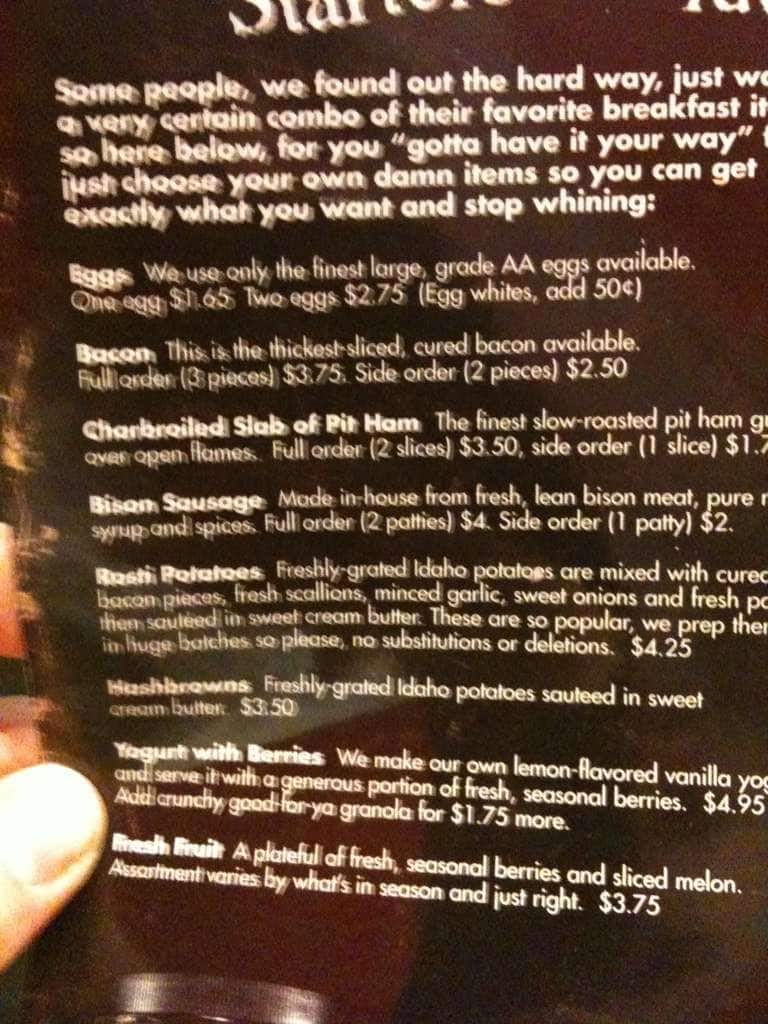 Starters
Some people, we found out the hard way, just
a very certain combo of their favorite breakfast
so here below, for you "gotta have it your way"
just choose your own damn items so you can get
exactly what you want and stop whining:
Eggs We use only the finest large, grade AA eggs available.
One egg $1.65 Two eggs $2.75 (Egg whites, add 50¢)
Bacon This is the thickest-sliced, cured bacon available.
Full order (3 pieces) $3.75. Side order (2 pieces) $2.50
Charbroiled Slab of Pit Ham The finest slow-roasted pit ham
over open flames. Full order (2 slices) $3.50, side order (1 slice) $1.7
Bison Sausage Made in-house from fresh, lean bison meat, pure
syrup and spices. Full order (2 patties) $4. Side order (1 patty) $2.
Rosti Potatoes Freshly-grated Idaho potatoes are mixed with cured
bacon pieces, fresh scallions, minced garlic, sweet onions and fresh
then sauteed in sweet cream butter. These are so popular, we prep
in huge batches so please, no substitutions or deletions. $4.25
Hashbrowns Freshly-grated Idaho potatoes sauteed in sweet
cream butter. $3.50
Yogurt with Berries We make our own lemon-flavored vanilla
and serve it with a generous portion of fresh, seasonal berries. $4.95
Add crunchy good-for-ya granola for $1.75 more.
Fresh Fruit A plateful of fresh, seasonal berries and sliced melon.
Assortment varies by what's in season and just right. $3.75